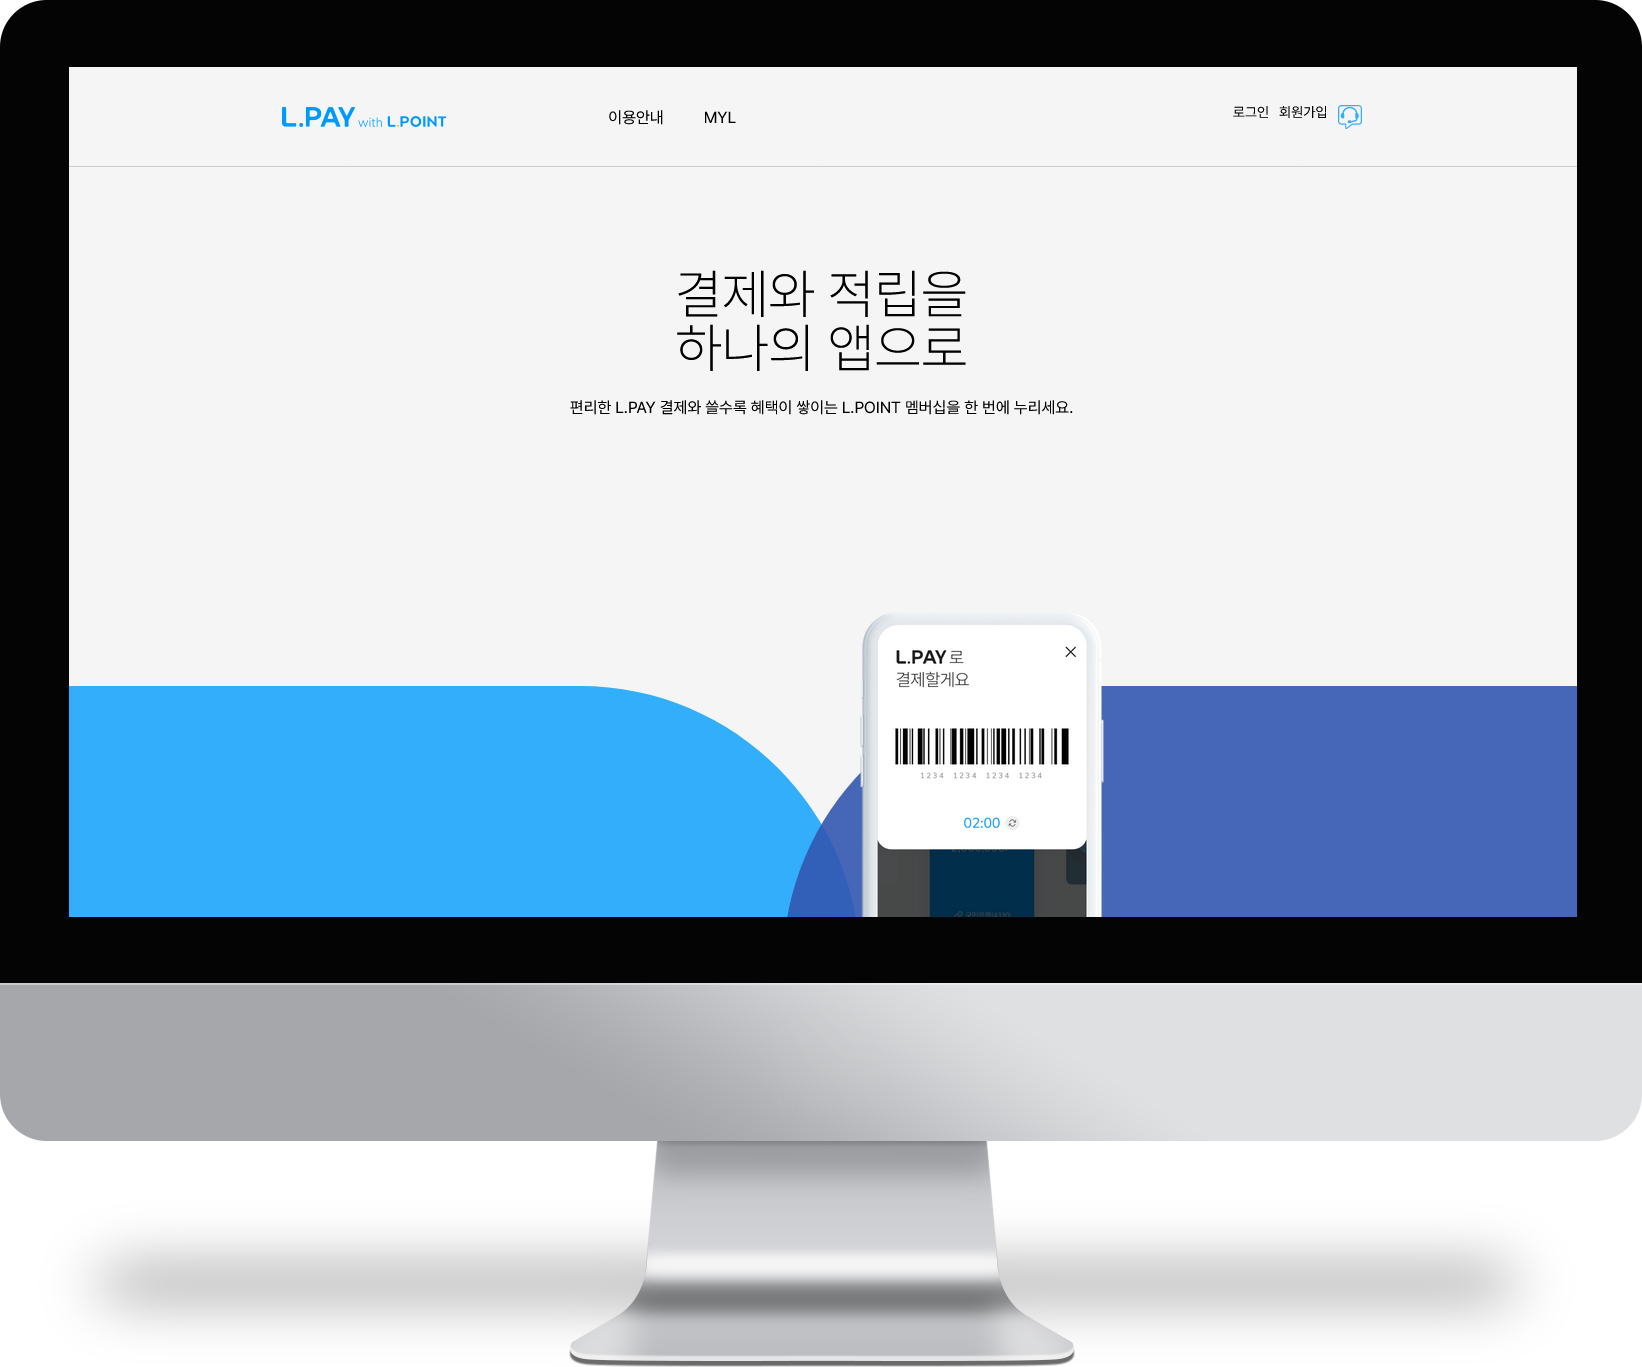 L.PAY with L.POINT
이용안내 MYL
로그인 회원가입
결제와 적립을
하나의 앱으로
편리한 L.PAY 결제와 쓸수록 혜택이 쌓이는 L.POINT 멤버십을 한 번에 누리세요.
L.PAY로
결제할게요
1234 1234 1234 1234
02:00